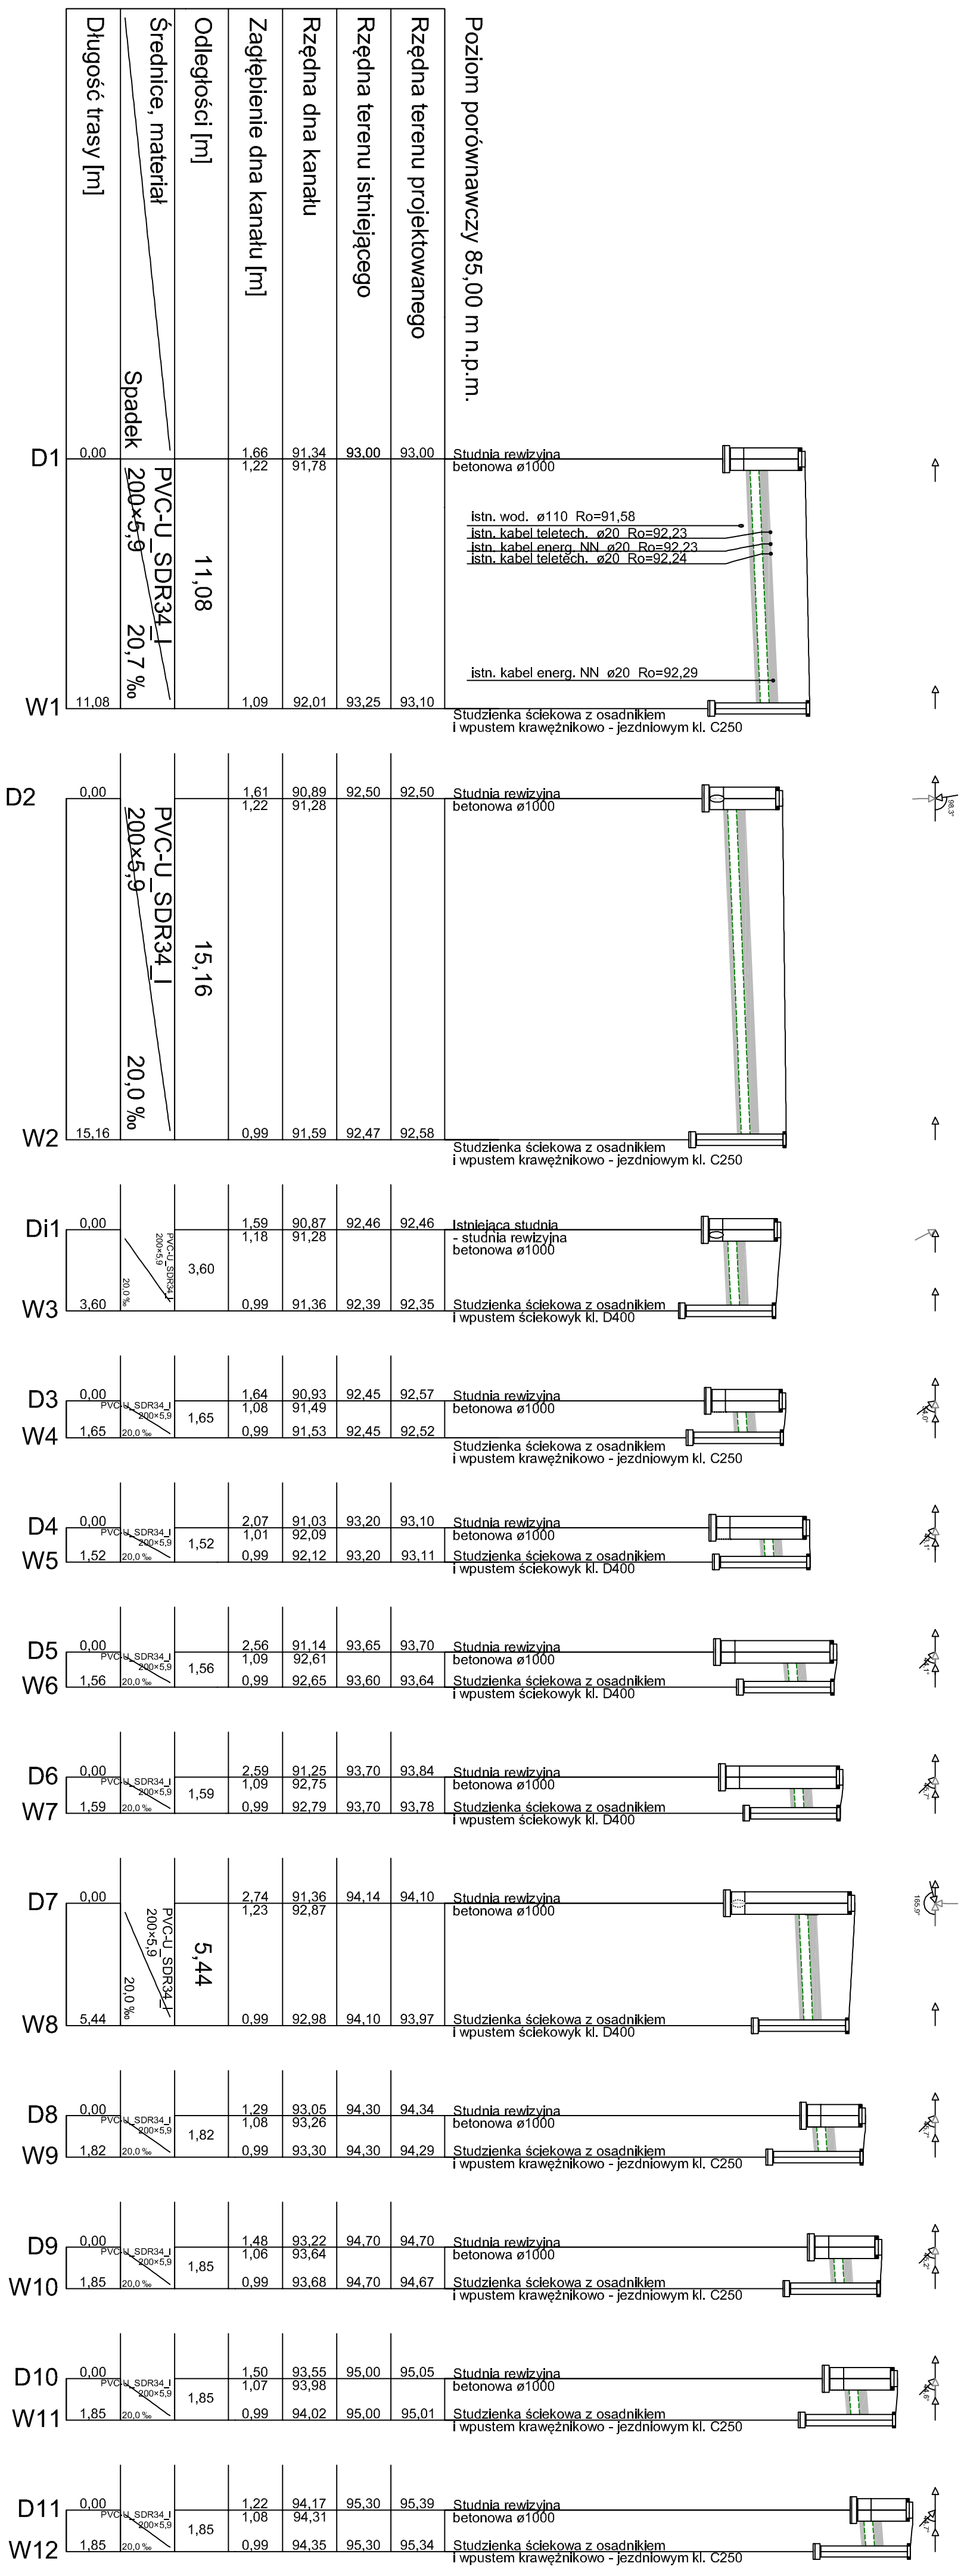 Poziom porównawczy 85,00 m n.p.m.
Rzędna terenu projektowanego
Rzędna terenu istniejącego
Rzędna dna kanału
Zagłębienie dna kanału [m]
Odległości [m]
Średnice, materiał
Spadek
Długość trasy [m]
D1 0,00 1,66 91,34 93,00 93,00 Studnia rewizyjna
1,22 91,78 betonowa ø1000
PVC-U_SDR34_I
200×5,9
20,7 ‰
11,08
istn. wod. ø110 Ro=91,58
istn. kabel teletech. ø20 Ro=92,23
istn. kabel energ. NN ø20 Ro=92,23
istn. kabel teletech. ø20 Ro=92,24
istn. kabel energ. NN ø20 Ro=92,29
W1 11,08 1,09 92,01 93,25 93,10 Studzienka ściekowa z osadnikiem
i wpustem krawężnikowo - jezdniowym kl. C250
D2 0,00 1,61 90,89 92,50 92,50 Studnia rewizyjna
1,22 91,28 betonowa ø1000
98.3°
PVC-U_SDR34_I
200×5,9
20,0 ‰
15,16
W2 15,16 0,99 91,59 92,47 92,58 Studzienka ściekowa z osadnikiem
i wpustem krawężnikowo - jezdniowym kl. C250
Di1 0,00 1,59 90,87 92,46 92,46 Istniejąca studnia
1,18 91,28 - studnia rewizyjna
betonowa ø1000
PVC-U_SDR34_I
200×5,9
20,0 ‰
3,60
W3 3,60 0,99 91,36 92,39 92,35 Studzienka ściekowa z osadnikiem
i wpustem ściekowyk kl. D400
D3 0,00 1,64 90,93 92,45 92,57 Studnia rewizyjna
1,08 91,49 betonowa ø1000
PVC-U_SDR34_I
200×5,9
20,0 ‰
1,65
W4 1,65 0,99 91,53 92,45 92,52 Studzienka ściekowa z osadnikiem
i wpustem krawężnikowo - jezdniowym kl. C250
D4 0,00 2,07 91,03 93,20 93,10 Studnia rewizyjna
1,01 92,09 betonowa ø1000
PVC-U_SDR34_I
200×5,9
20,0 ‰
1,52
W5 1,52 0,99 92,12 93,20 93,11 Studzienka ściekowa z osadnikiem
i wpustem ściekowyk kl. D400
D5 0,00 2,56 91,14 93,65 93,70 Studnia rewizyjna
1,09 92,61 betonowa ø1000
PVC-U_SDR34_I
200×5,9
20,0 ‰
1,56
W6 1,56 0,99 92,65 93,60 93,64 Studzienka ściekowa z osadnikiem
i wpustem ściekowyk kl. D400
D6 0,00 2,59 91,25 93,70 93,84 Studnia rewizyjna
1,09 92,75 betonowa ø1000
PVC-U_SDR34_I
200×5,9
20,0 ‰
1,59
W7 1,59 0,99 92,79 93,70 93,78 Studzienka ściekowa z osadnikiem
i wpustem ściekowyk kl. D400
D7 0,00 2,74 91,36 94,14 94,10 Studnia rewizyjna
1,23 92,87 betonowa ø1000
165.9°
PVC-U_SDR34_I
200×5,9
20,0 ‰
5,44
W8 5,44 0,99 92,98 94,10 93,97 Studzienka ściekowa z osadnikiem
i wpustem ściekowyk kl. D400
D8 0,00 1,29 93,05 94,30 94,34 Studnia rewizyjna
1,08 93,26 betonowa ø1000
PVC-U_SDR34_I
200×5,9
20,0 ‰
1,82
W9 1,82 0,99 93,30 94,30 94,29 Studzienka ściekowa z osadnikiem
i wpustem krawężnikowo - jezdniowym kl. C250
D9 0,00 1,48 93,22 94,70 94,70 Studnia rewizyjna
1,06 93,64 betonowa ø1000
PVC-U_SDR34_I
200×5,9
20,0 ‰
1,85
W10 1,85 0,99 93,68 94,70 94,67 Studzienka ściekowa z osadnikiem
i wpustem krawężnikowo - jezdniowym kl. C250
D10 0,00 1,50 93,55 95,00 95,05 Studnia rewizyjna
1,07 93,98 betonowa ø1000
PVC-U_SDR34_I
200×5,9
20,0 ‰
1,85
W11 1,85 0,99 94,02 95,00 95,01 Studzienka ściekowa z osadnikiem
i wpustem krawężnikowo - jezdniowym kl. C250
D11 0,00 1,22 94,17 95,30 95,39 Studnia rewizyjna
1,08 94,31 betonowa ø1000
PVC-U_SDR34_I
200×5,9
20,0 ‰
1,85
W12 1,85 0,99 94,35 95,30 95,34 Studzienka ściekowa z osadnikiem
i wpustem krawężnikowo - jezdniowym kl. C250